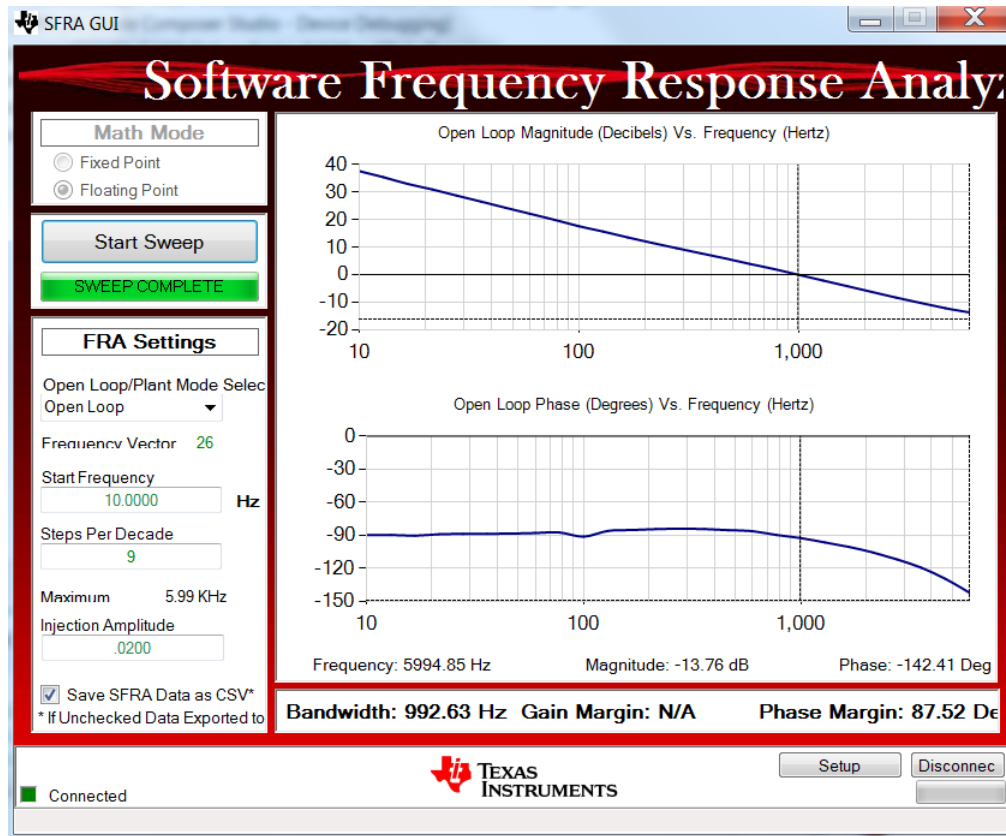 SFRA GUI
Software Frequency Response Analy
Math Mode
Fixed Point
Floating Point
Start Sweep
SWEEP COMPLETE
FRA Settings
Open Loop/Plant Mode Selec
Open Loop
Frequency Vector 26
Start Frequency
10.0000 Hz
Steps Per Decade
9
Maximum 5.99 KHz
Injection Amplitude
.0200
Save SFRA Data as CSV*
* If Unchecked Data Exported to
Open Loop Magnitude (Decibels) Vs. Frequency (Hertz)
40
30
20
10
0
-10
-20
10 100 1,000
Open Loop Phase (Degrees) Vs. Frequency (Hertz)
0
-30
-60
-90
-120
-150
10 100 1,000
Frequency: 5994.85 Hz Magnitude: -13.76 dB Phase: -142.41 Deg
Bandwidth: 992.63 Hz Gain Margin: N/A Phase Margin: 87.52 De
Connected
TEXAS
INSTRUMENTS
Setup Disconnec